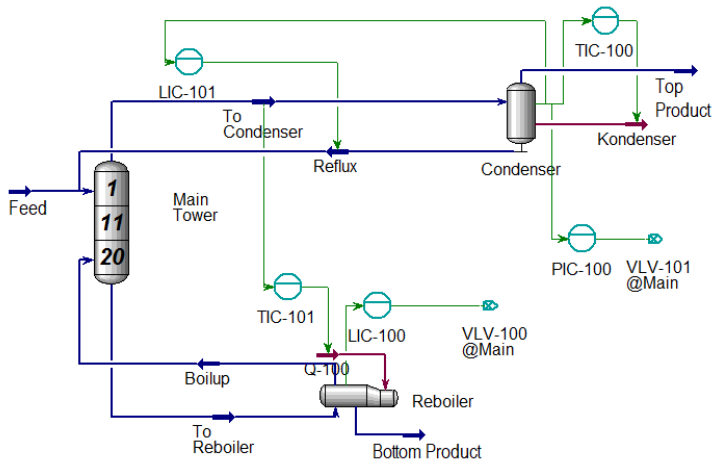 TIC-100
LIC-101
Top
Product
To
Condenser
Kondenser
Reflux
Condenser
1
Main
Tower
Feed
11
20
PIC-100
VLV-101
@Main
TIC-101
LIC-100
VLV-100
@Main
Q-100
Boilup
Reboiler
To
Reboiler
Bottom Product